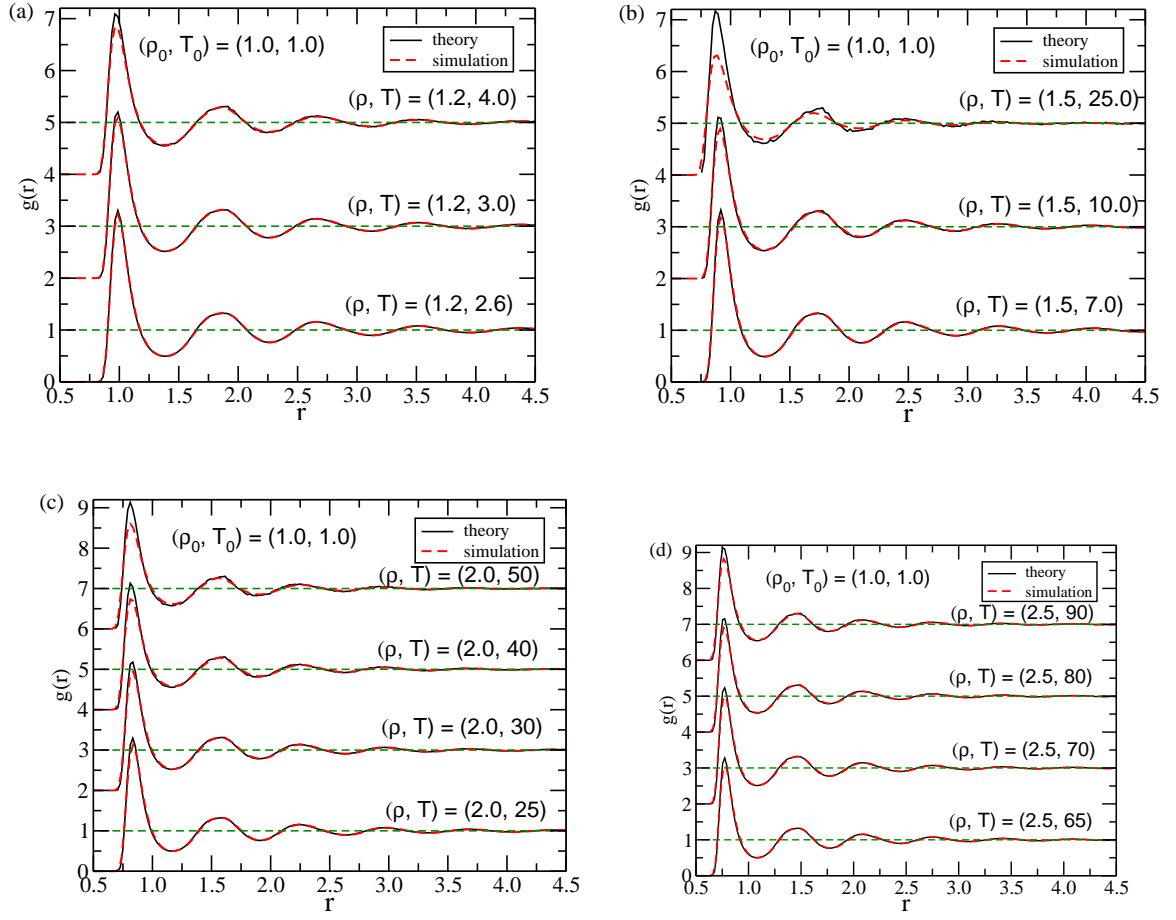 (a)
(ρ₀, T₀) = (1.0, 1.0)
theory
simulation
(ρ, T) = (1.2, 4.0)
(ρ, T) = (1.2, 3.0)
(ρ, T) = (1.2, 2.6)
g(r)
7
6
5
4
3
2
1
0
0.5 1.0 1.5 2.0 2.5 3.0 3.5 4.0 4.5
r
(b)
(ρ₀, T₀) = (1.0, 1.0)
theory
simulation
(ρ, T) = (1.5, 25.0)
(ρ, T) = (1.5, 10.0)
(ρ, T) = (1.5, 7.0)
g(r)
7
6
5
4
3
2
1
0
0.5 1.0 1.5 2.0 2.5 3.0 3.5 4.0 4.5
r
(c)
(ρ₀, T₀) = (1.0, 1.0)
theory
simulation
(ρ, T) = (2.0, 50)
(ρ, T) = (2.0, 40)
(ρ, T) = (2.0, 30)
(ρ, T) = (2.0, 25)
g(r)
9
8
7
6
5
4
3
2
1
0
0.5 1.0 1.5 2.0 2.5 3.0 3.5 4.0 4.5
r
(d)
(ρ₀, T₀) = (1.0, 1.0)
theory
simulation
(ρ, T) = (2.5, 90)
(ρ, T) = (2.5, 80)
(ρ, T) = (2.5, 70)
(ρ, T) = (2.5, 65)
g(r)
9
8
7
6
5
4
3
2
1
0
0.5 1.0 1.5 2.0 2.5 3.0 3.5 4.0 4.5
r